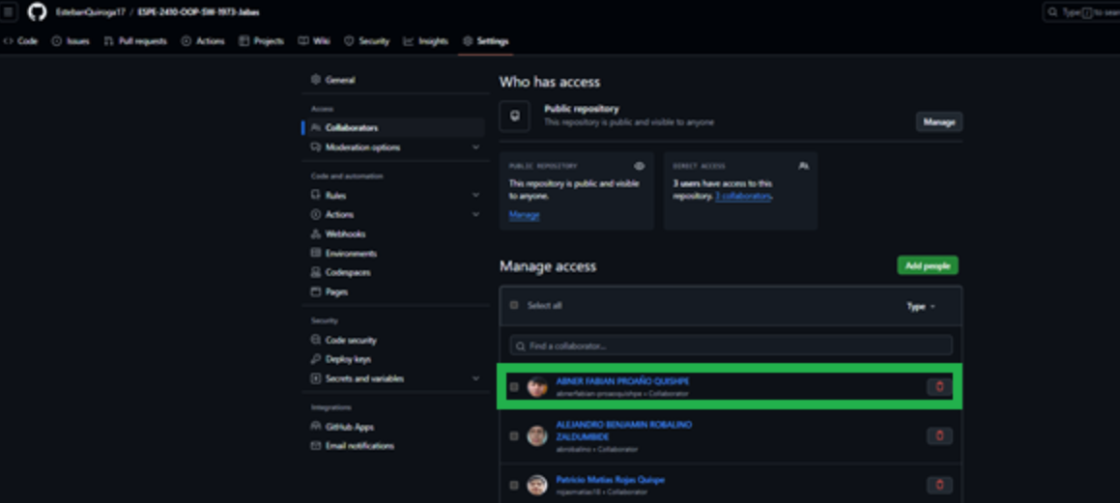 EstebanQuiroga17 / ESPE-2410-OOP-SW-1973-Jabas
Type / to sear
Code Issues Pull requests Actions Projects Wiki Security Insights Settings
General
Access
Collaborators
Moderation options
Code and automation
Rules
Actions
Webhooks
Environments
Codespaces
Pages
Security
Code security
Deploy keys
Secrets and variables
Integrations
GitHub Apps
Email notifications
Who has access
Public repository
This repository is public and visible to anyone
Manage
PUBLIC REPOSITORY
This repository is public and visible
to anyone.
Manage
DIRECT ACCESS
3 users have access to this
repository. 3 collaborators.
Manage access
Add people
Select all
Type
Find a collaborator...
ABNER FABIAN PROAÑO QUISHPE
abnerfabian-proaoquishpe • Collaborator
ALEJANDRO BENJAMIN ROBALINO
ZALDUMBIDE
abrobalino • Collaborator
Patricio Matías Rojas Quispe
rojasmatias18 • Collaborator